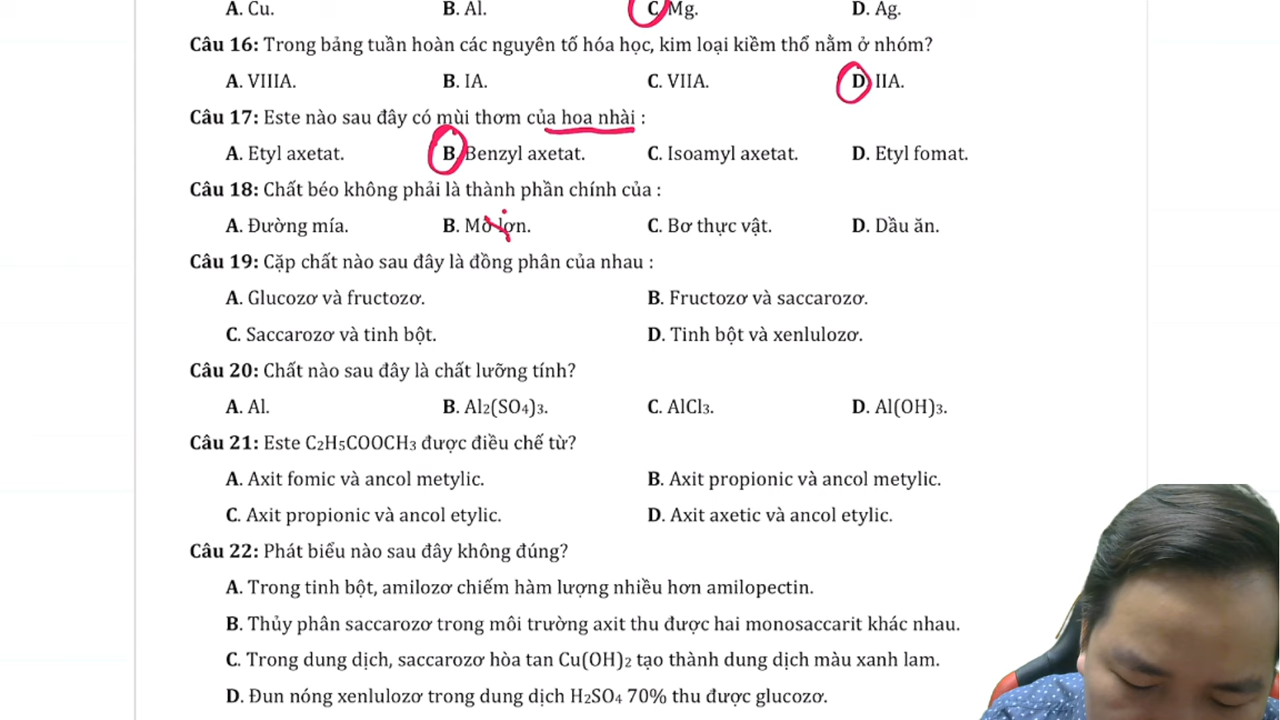 A. Cu. B. Al. C. Mg. D. Ag.
Câu 16: Trong bảng tuần hoàn các nguyên tố hóa học, kim loại kiềm thổ nằm ở nhóm?
A. VIIIA. B. IA. C. VIIA. D. IIA.
Câu 17: Este nào sau đây có mùi thơm của hoa nhài :
A. Etyl axetat. B. Benzyl axetat. C. Isoamyl axetat. D. Etyl fomat.
Câu 18: Chất béo không phải là thành phần chính của :
A. Đường mía. B. Mỡ lợn. C. Bơ thực vật. D. Dầu ăn.
Câu 19: Cặp chất nào sau đây là đồng phân của nhau :
A. Glucozơ và fructozơ. B. Fructozơ và saccarozơ.
C. Saccarozơ và tinh bột. D. Tinh bột và xenlulozơ.
Câu 20: Chất nào sau đây là chất lưỡng tính?
A. Al. B. Al₂(SO₄)₃. C. AlCl₃. D. Al(OH)₃.
Câu 21: Este C₂H₅COOCH₃ được điều chế từ?
A. Axit fomic và ancol metylic. B. Axit propionic và ancol metylic.
C. Axit propionic và ancol etylic. D. Axit axetic và ancol etylic.
Câu 22: Phát biểu nào sau đây không đúng?
A. Trong tinh bột, amilozơ chiếm hàm lượng nhiều hơn amilopectin.
B. Thủy phân saccarozơ trong môi trường axit thu được hai monosaccarit khác nhau.
C. Trong dung dịch, saccarozơ hòa tan Cu(OH)₂ tạo thành dung dịch màu xanh lam.
D. Đun nóng xenlulozơ trong dung dịch H₂SO₄ 70% thu được glucozơ.